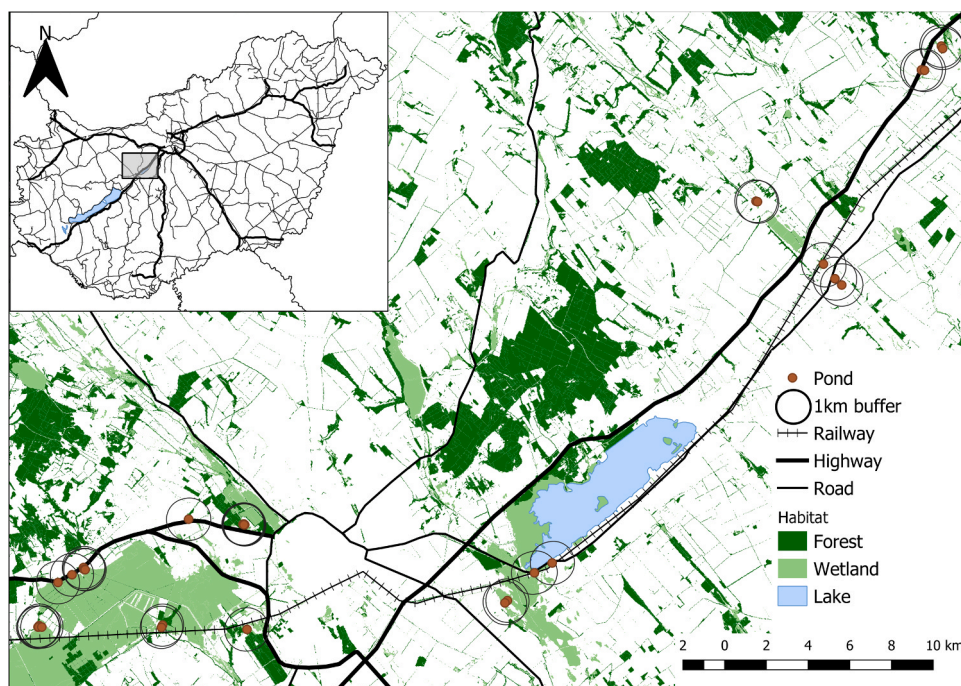 N
Pond
1km buffer
Railway
Highway
Road
Habitat
Forest
Wetland
Lake
2 0 2 4 6 8 10 km